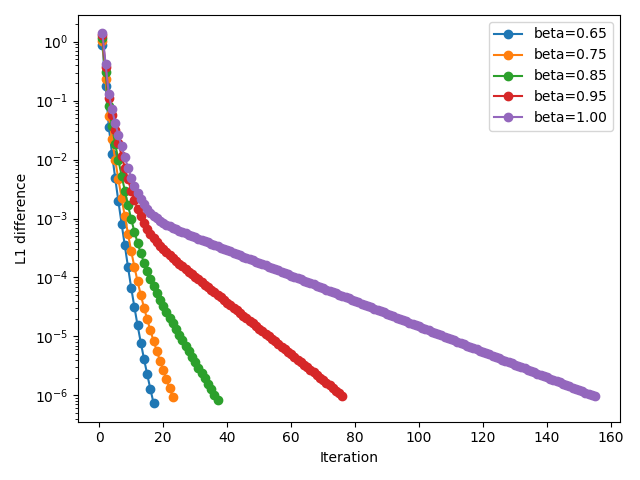 beta=0.65
beta=0.75
beta=0.85
beta=0.95
beta=1.00
L1 difference
10⁰
10⁻¹
10⁻²
10⁻³
10⁻⁴
10⁻⁵
10⁻⁶
0 20 40 60 80 100 120 140 160
Iteration